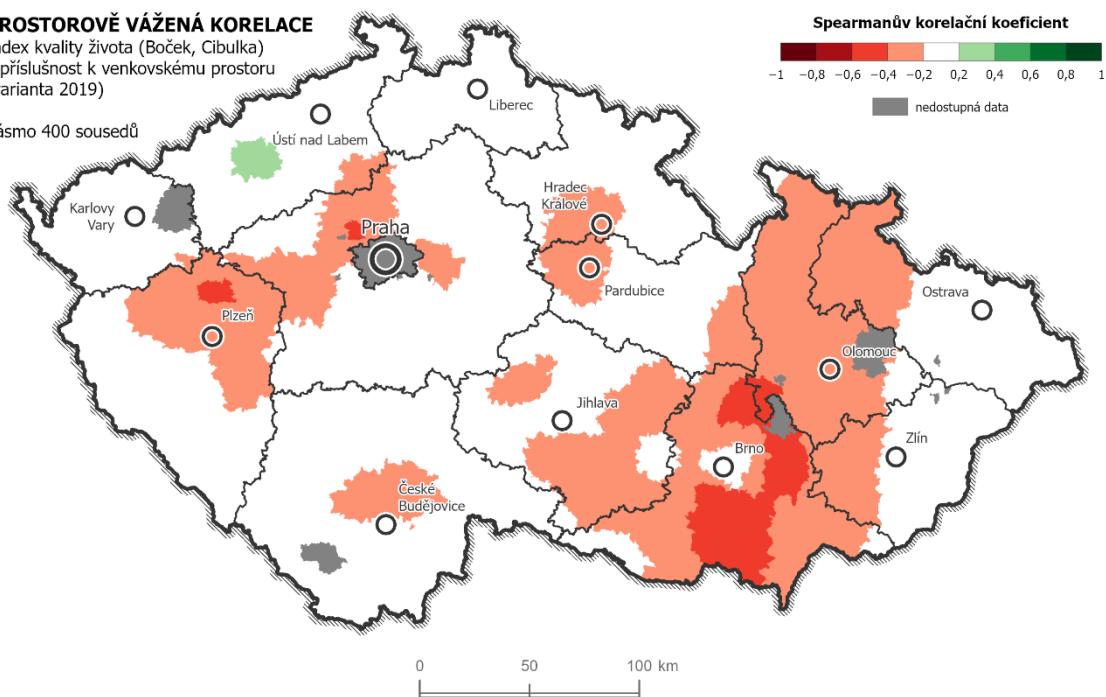 ROSTOROVĚ VÁŽENÁ KORELACE
ndex kvality života (Boček, Cibulka)
příslušnost k venkovskému prostoru
varianta 2019)
ásmo 400 sousedů
Spearmanův korelační koeficient
−1 −0,8 −0,6 −0,4 −0,2 0,2 0,4 0,6 0,8 1
nedostupná data
Liberec
Ústí nad Labem
Karlovy
Vary
Praha
Hradec
Králové
Pardubice
Plzeň
Ostrava
Olomouc
Jihlava
Brno
Zlín
České
Budějovice
0 50 100 km